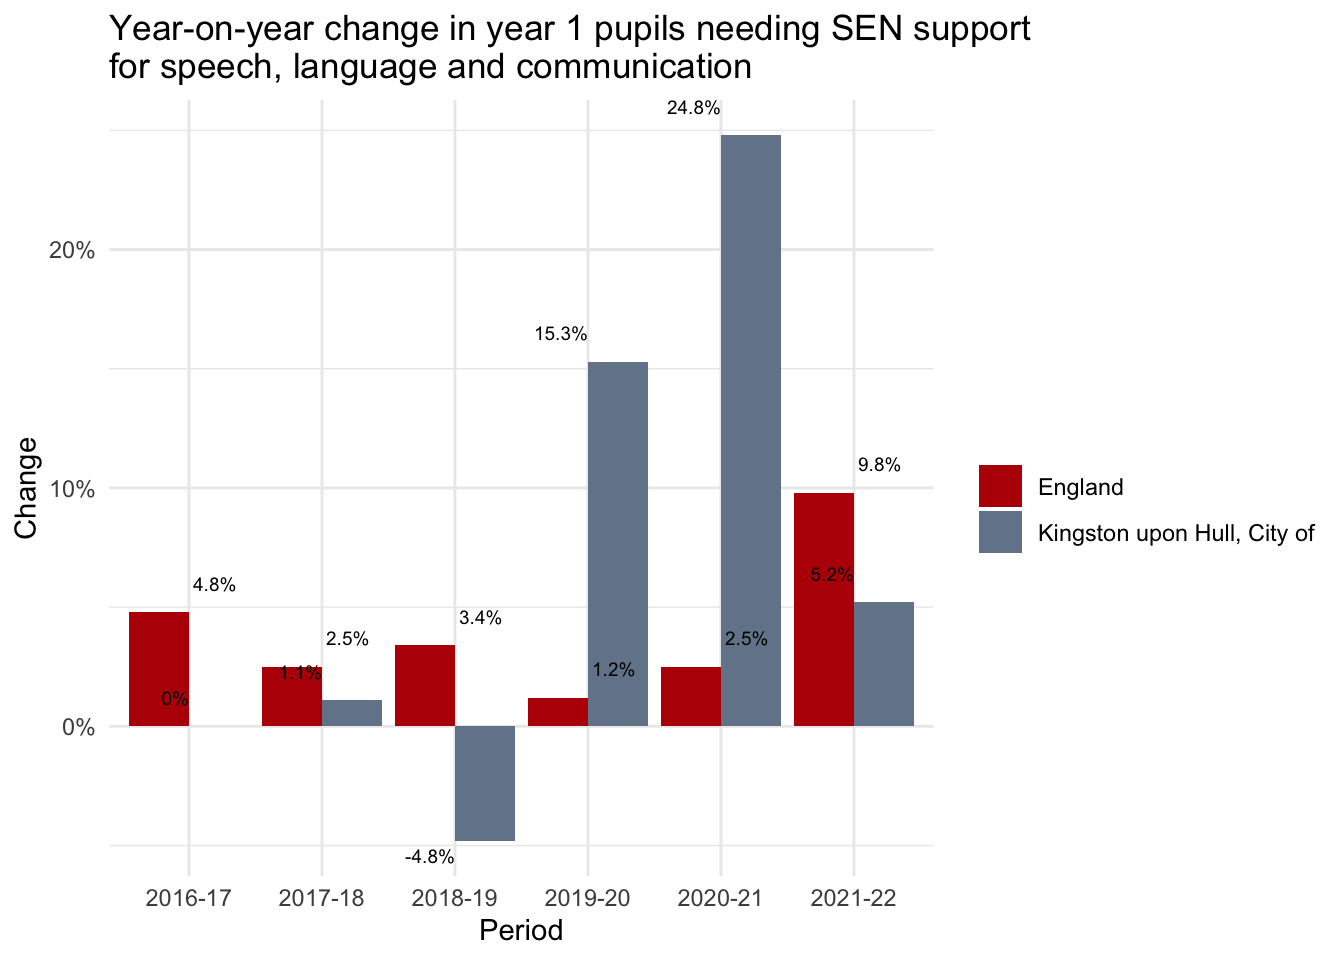 Year-on-year change in year 1 pupils needing SEN support
for speech, language and communication
24.8%
20%
15.3%
9.8%
10%
England
Change
Kingston upon Hull, City of
5.2%
4.8%
3.4%
2.5%
2.5%
1.1%
1.2%
0%
0%
-4.8%
2016-17 2017-18 2018-19 2019-20 2020-21 2021-22
Period